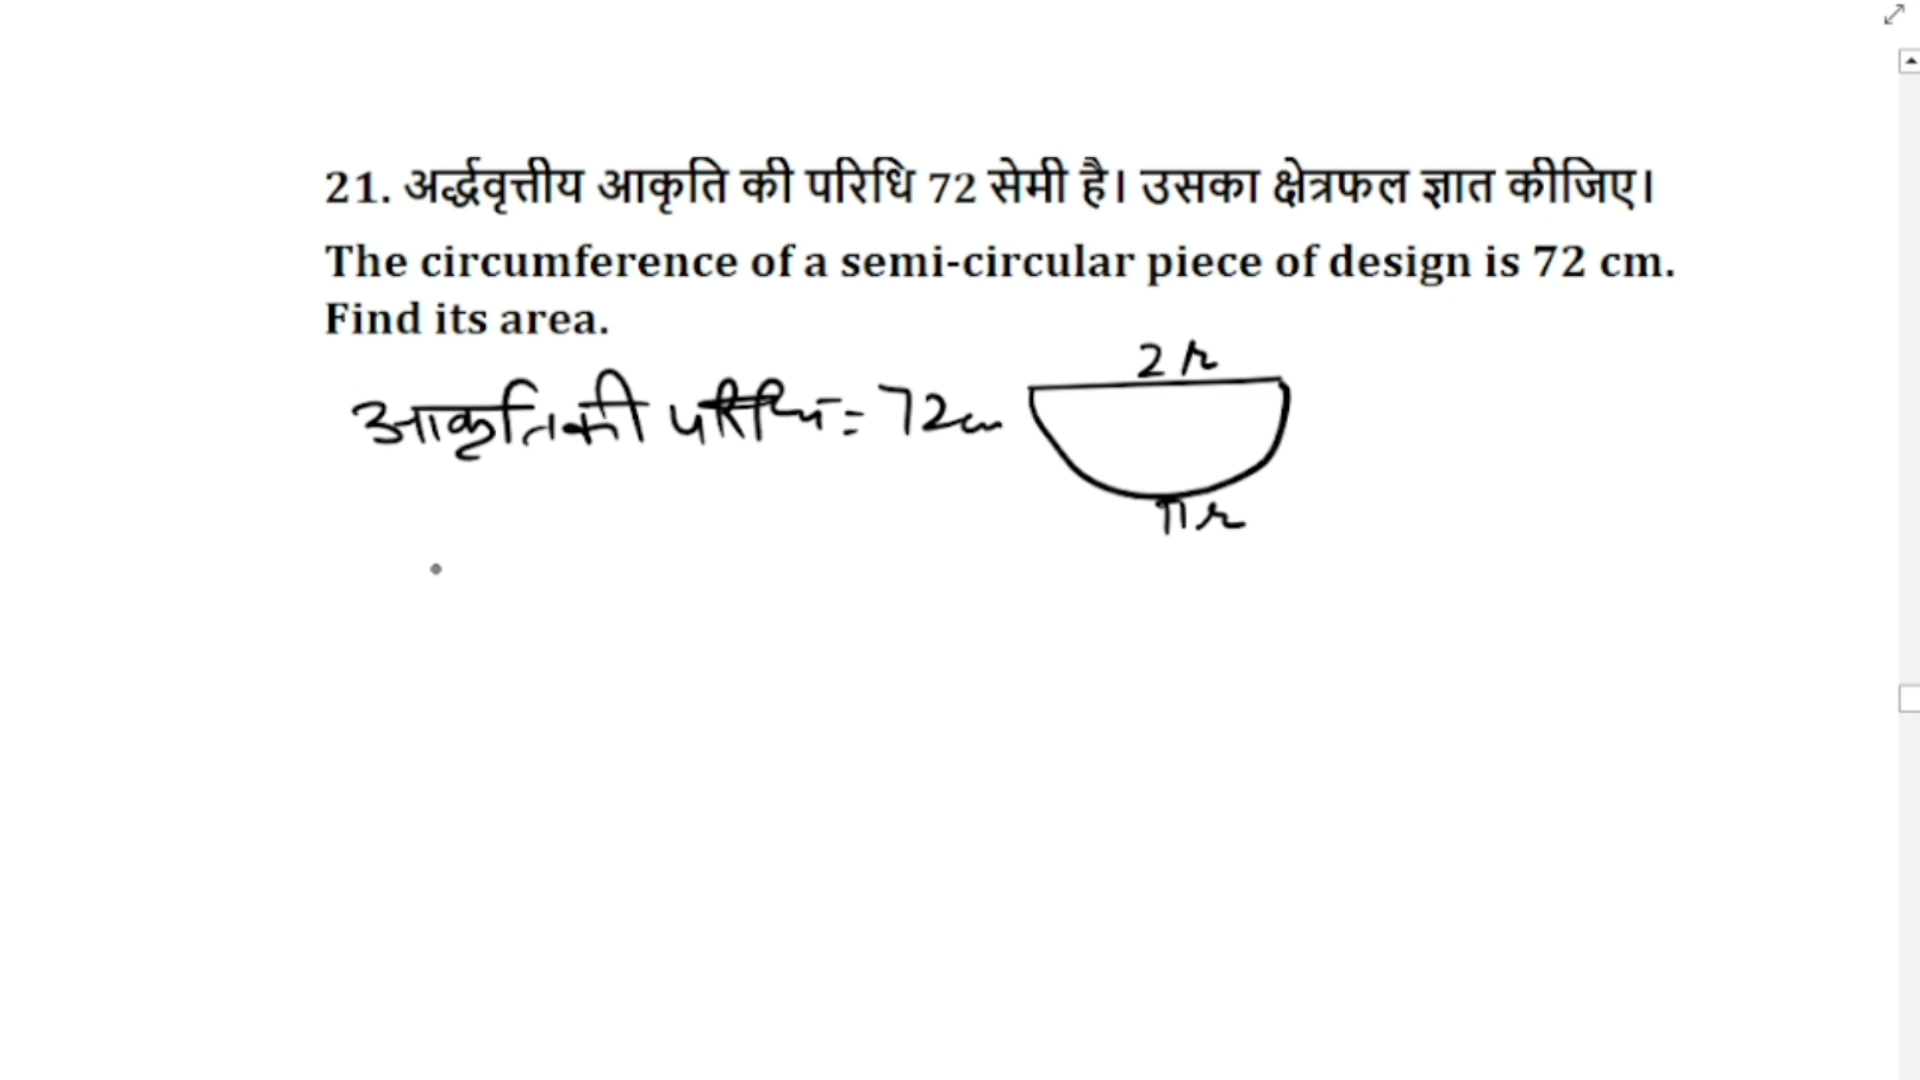 21. अर्द्धवृत्तीय आकृति की परिधि 72 सेमी है। उसका क्षेत्रफल ज्ञात कीजिए।
The circumference of a semi-circular piece of design is 72 cm.
Find its area.
2r
आकृति की परिधि = 72cm
πr